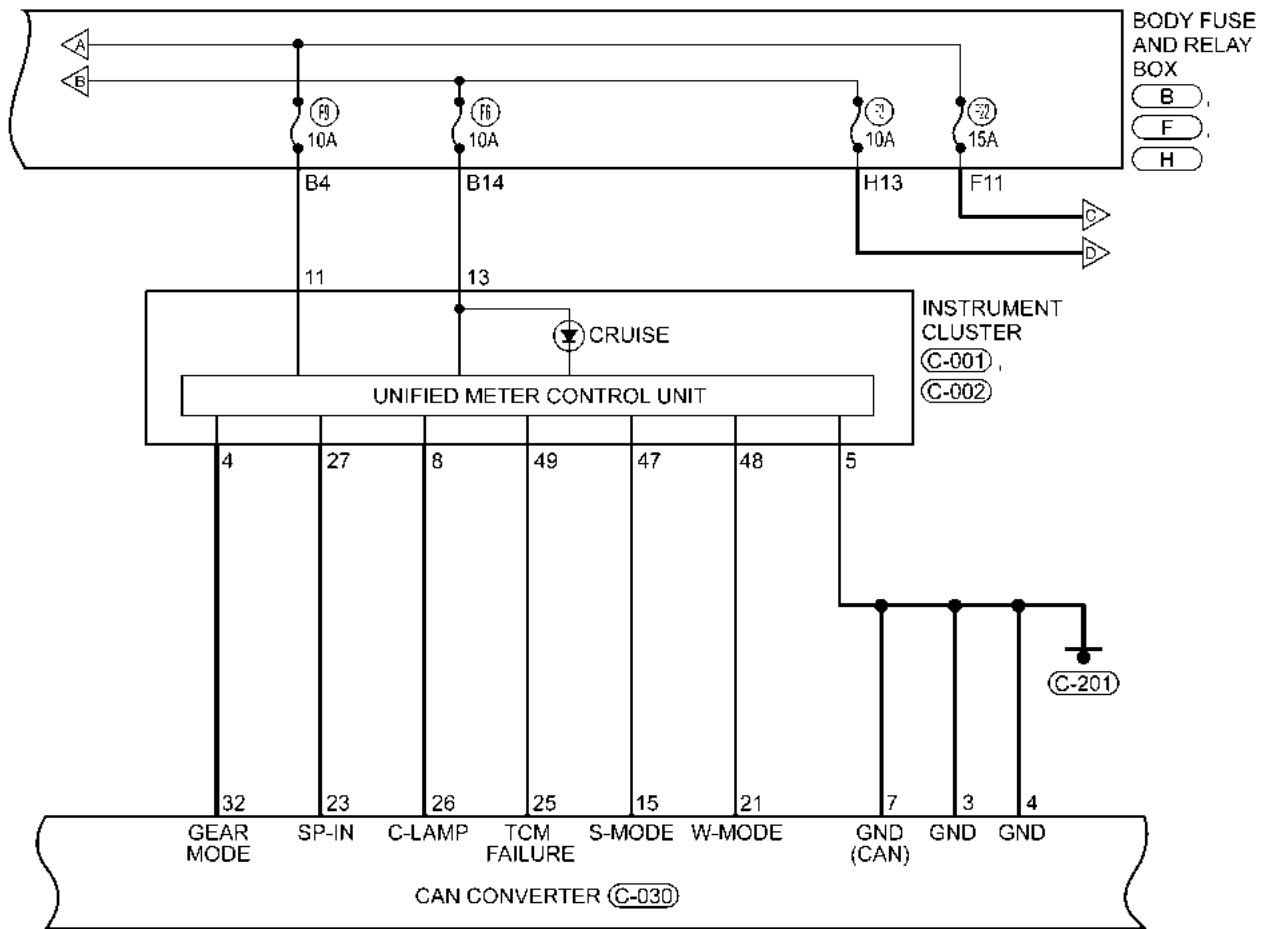 BODY FUSE
AND RELAY
BOX
B ,
F ,
H
A
B
F9
10A
F6
10A
10A
F22
15A
B4
B14
H13
F11
C
D
11
13
INSTRUMENT
CLUSTER
C-001 ,
C-002
CRUISE
UNIFIED METER CONTROL UNIT
4
27
8
49
47
48
5
C-201
32
23
26
25
15
21
7
3
4
GEAR
MODE
SP-IN
C-LAMP
TCM
FAILURE
S-MODE
W-MODE
GND
(CAN)
GND
GND
CAN CONVERTER C-030